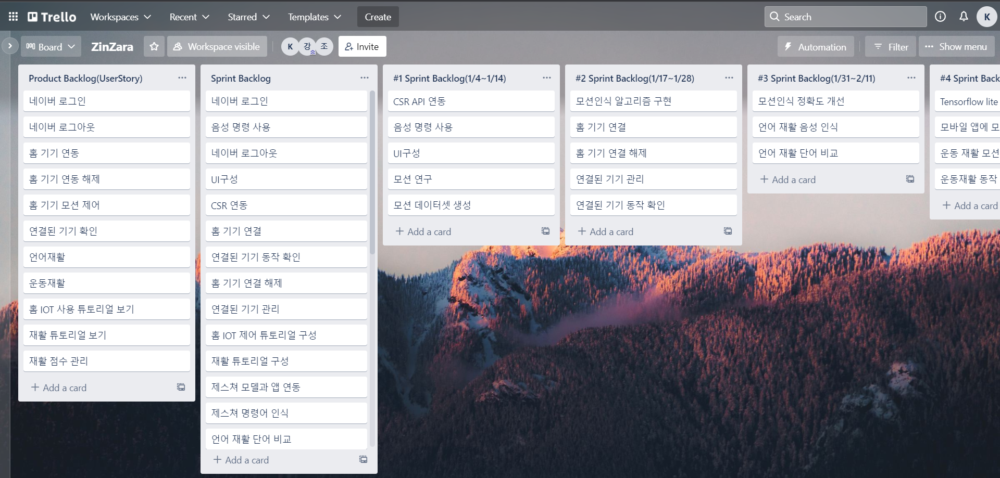 Trello Workspaces Recent Starred Templates Create Search K
Board ZinZara Workspace visible K 강 조 Invite Automation Filter Show menu
Product Backlog(UserStory)
네이버 로그인
네이버 로그아웃
홈 기기 연동
홈 기기 연동 해제
홈 기기 모션 제어
연결된 기기 확인
언어재활
운동재활
홈 IOT 사용 튜토리얼 보기
재활 튜토리얼 보기
재활 점수 관리
Add a card
Sprint Backlog
네이버 로그인
음성 명령 사용
네이버 로그아웃
UI구성
CSR 연동
홈 기기 연결
연결된 기기 동작 확인
홈 기기 연결 해제
연결된 기기 관리
홈 IOT 제어 튜토리얼 구성
재활 튜토리얼 구성
제스쳐 모델과 앱 연동
제스쳐 명령어 인식
언어 재활 단어 비교
Add a card
#1 Sprint Backlog(1/4~1/14)
CSR API 연동
음성 명령 사용
UI구성
모션 연구
모션 데이터셋 생성
Add a card
#2 Sprint Backlog(1/17~1/28)
모션인식 알고리즘 구현
홈 기기 연결
홈 기기 연결 해제
연결된 기기 관리
연결된 기기 동작 확인
Add a card
#3 Sprint Backlog(1/31~2/11)
모션인식 정확도 개선
언어 재활 음성 인식
언어 재활 단어 비교
Add a card
#4 Sprint Back
Tensorflow lite
모바일 앱에 모
운동 재활 모션
운동재활 동작
Add a card